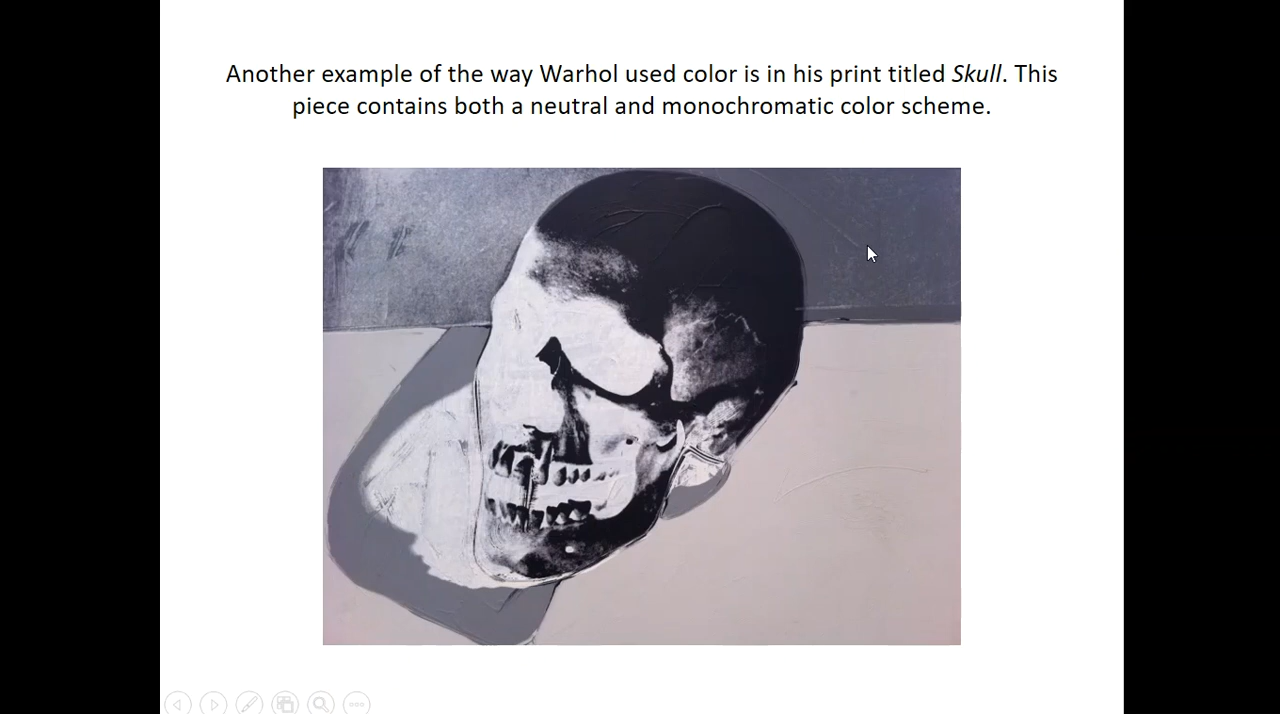 Another example of the way Warhol used color is in his print titled Skull. This
piece contains both a neutral and monochromatic color scheme.